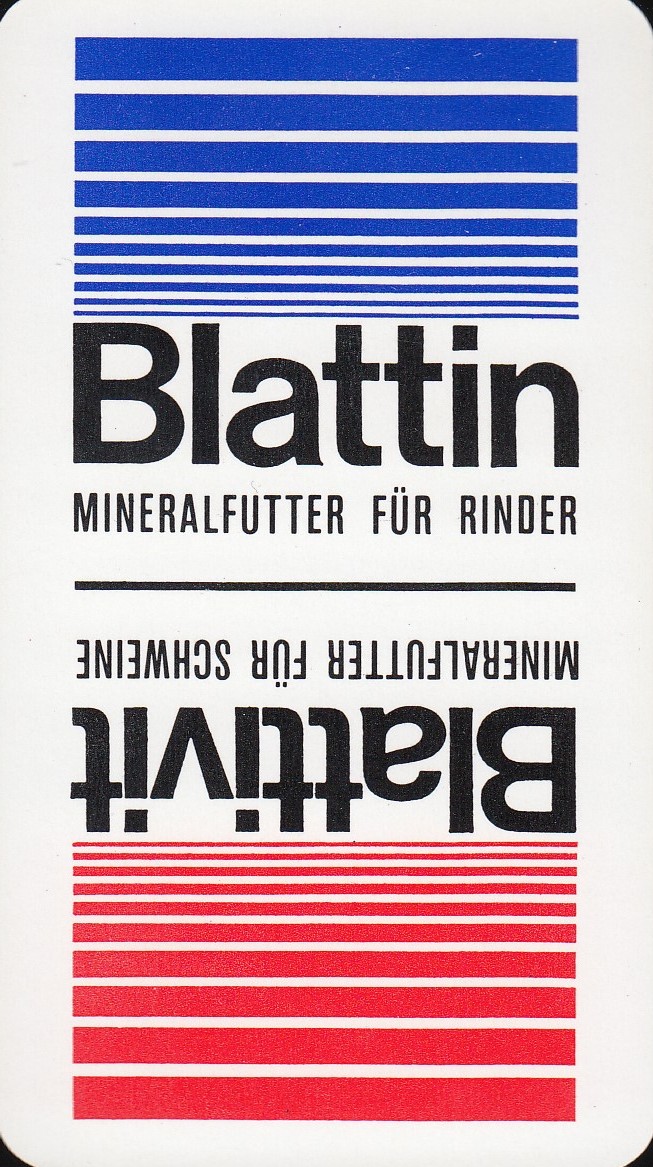 Blattin
MINERALFUTTER FÜR RINDER
MINERALFUTTER FÜR SCHWEINE
Blattivit